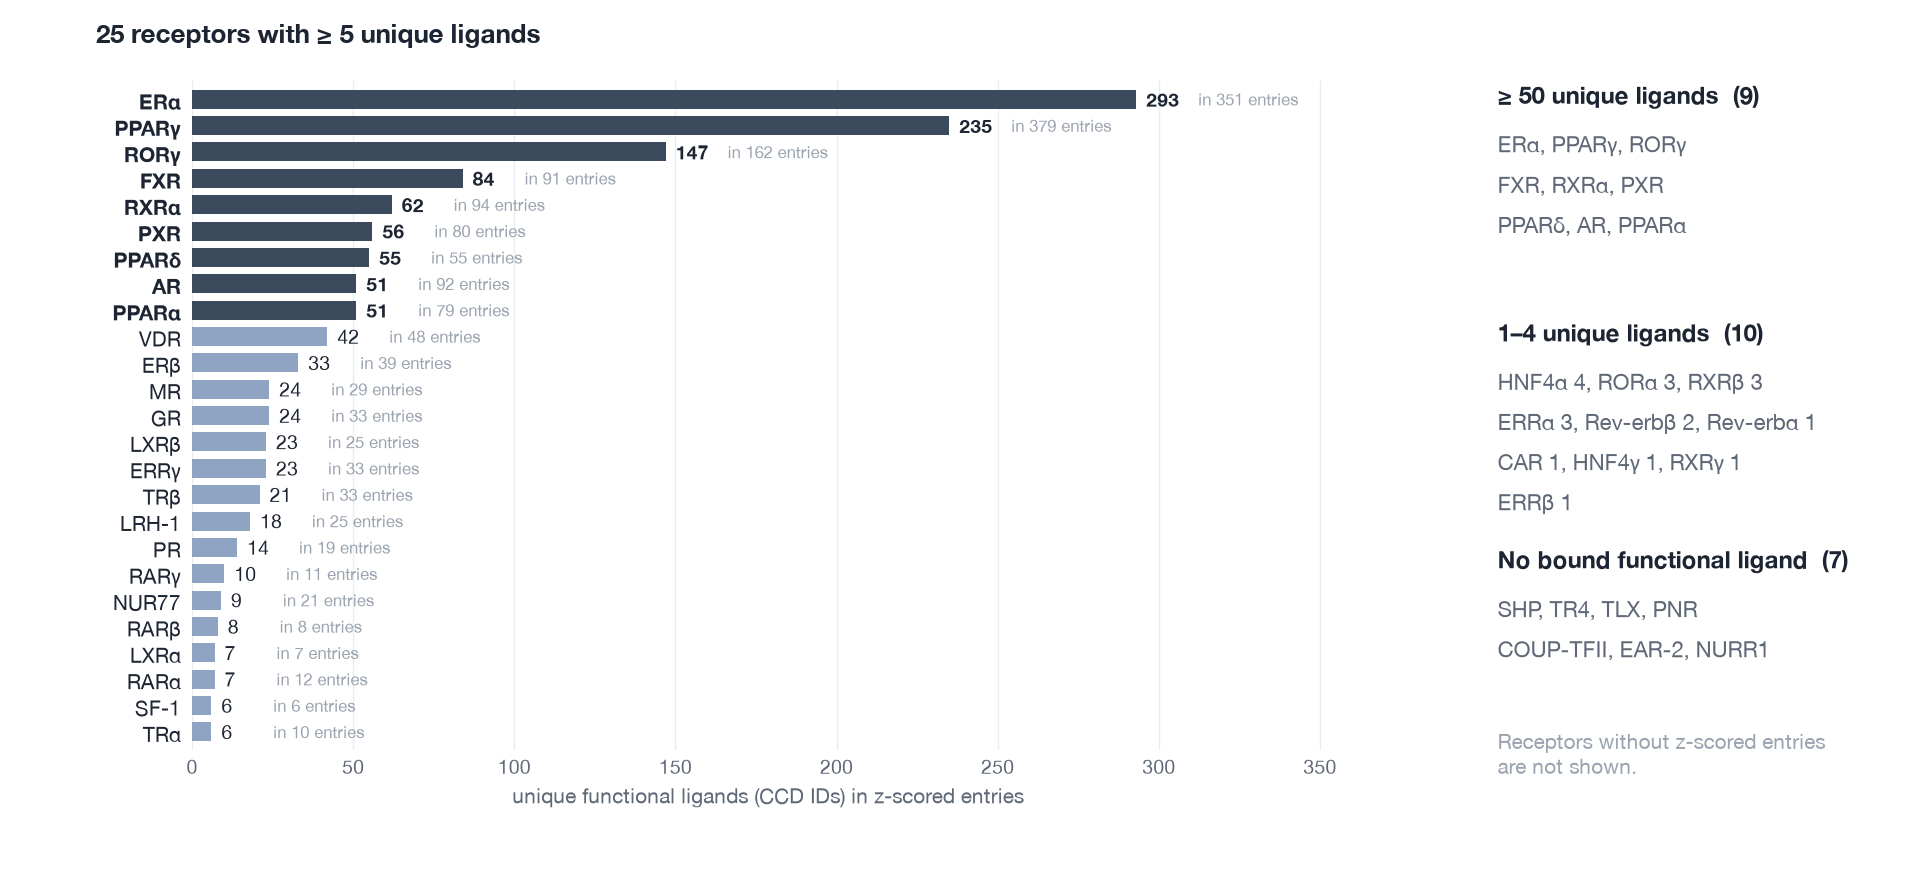 25 receptors with ≥ 5 unique ligands
ERα 293 in 351 entries
PPARγ 235 in 379 entries
RORγ 147 in 162 entries
FXR 84 in 91 entries
RXRα 62 in 94 entries
PXR 56 in 80 entries
PPARδ 55 in 55 entries
AR 51 in 92 entries
PPARα 51 in 79 entries
VDR 42 in 48 entries
ERβ 33 in 39 entries
MR 24 in 29 entries
GR 24 in 33 entries
LXRβ 23 in 25 entries
ERRγ 23 in 33 entries
TRβ 21 in 33 entries
LRH-1 18 in 25 entries
PR 14 in 19 entries
RARγ 10 in 11 entries
NUR77 9 in 21 entries
RARβ 8 in 8 entries
LXRα 7 in 7 entries
RARα 7 in 12 entries
SF-1 6 in 6 entries
TRα 6 in 10 entries
0 50 100 150 200 250 300 350
unique functional ligands (CCD IDs) in z-scored entries
≥ 50 unique ligands (9)
ERα, PPARγ, RORγ
FXR, RXRα, PXR
PPARδ, AR, PPARα
1–4 unique ligands (10)
HNF4α 4, RORα 3, RXRβ 3
ERRα 3, Rev-erbβ 2, Rev-erbα 1
CAR 1, HNF4γ 1, RXRγ 1
ERRβ 1
No bound functional ligand (7)
SHP, TR4, TLX, PNR
COUP-TFII, EAR-2, NURR1
Receptors without z-scored entries
are not shown.